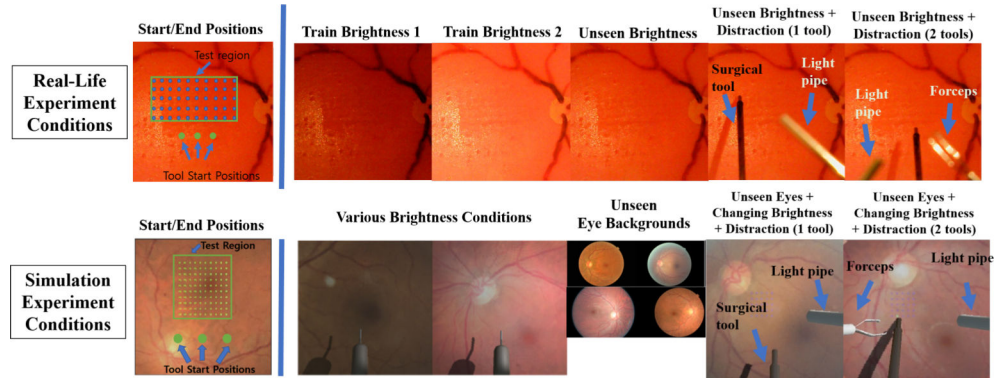 Real-Life
Experiment
Conditions
Start/End Positions
Test region
Tool Start Positions
Train Brightness 1
Train Brightness 2
Unseen Brightness
Unseen Brightness +
Distraction (1 tool)
Surgical
tool
Light
pipe
Unseen Brightness +
Distraction (2 tools)
Light
pipe
Forceps
Simulation
Experiment
Conditions
Start/End Positions
Test Region
Tool Start Positions
Various Brightness Conditions
Unseen
Eye Backgrounds
Unseen Eyes +
Changing Brightness
+ Distraction (1 tool)
Light pipe
Surgical
tool
Unseen Eyes +
Changing Brightness
+ Distraction (2 tools)
Forceps
Light pipe